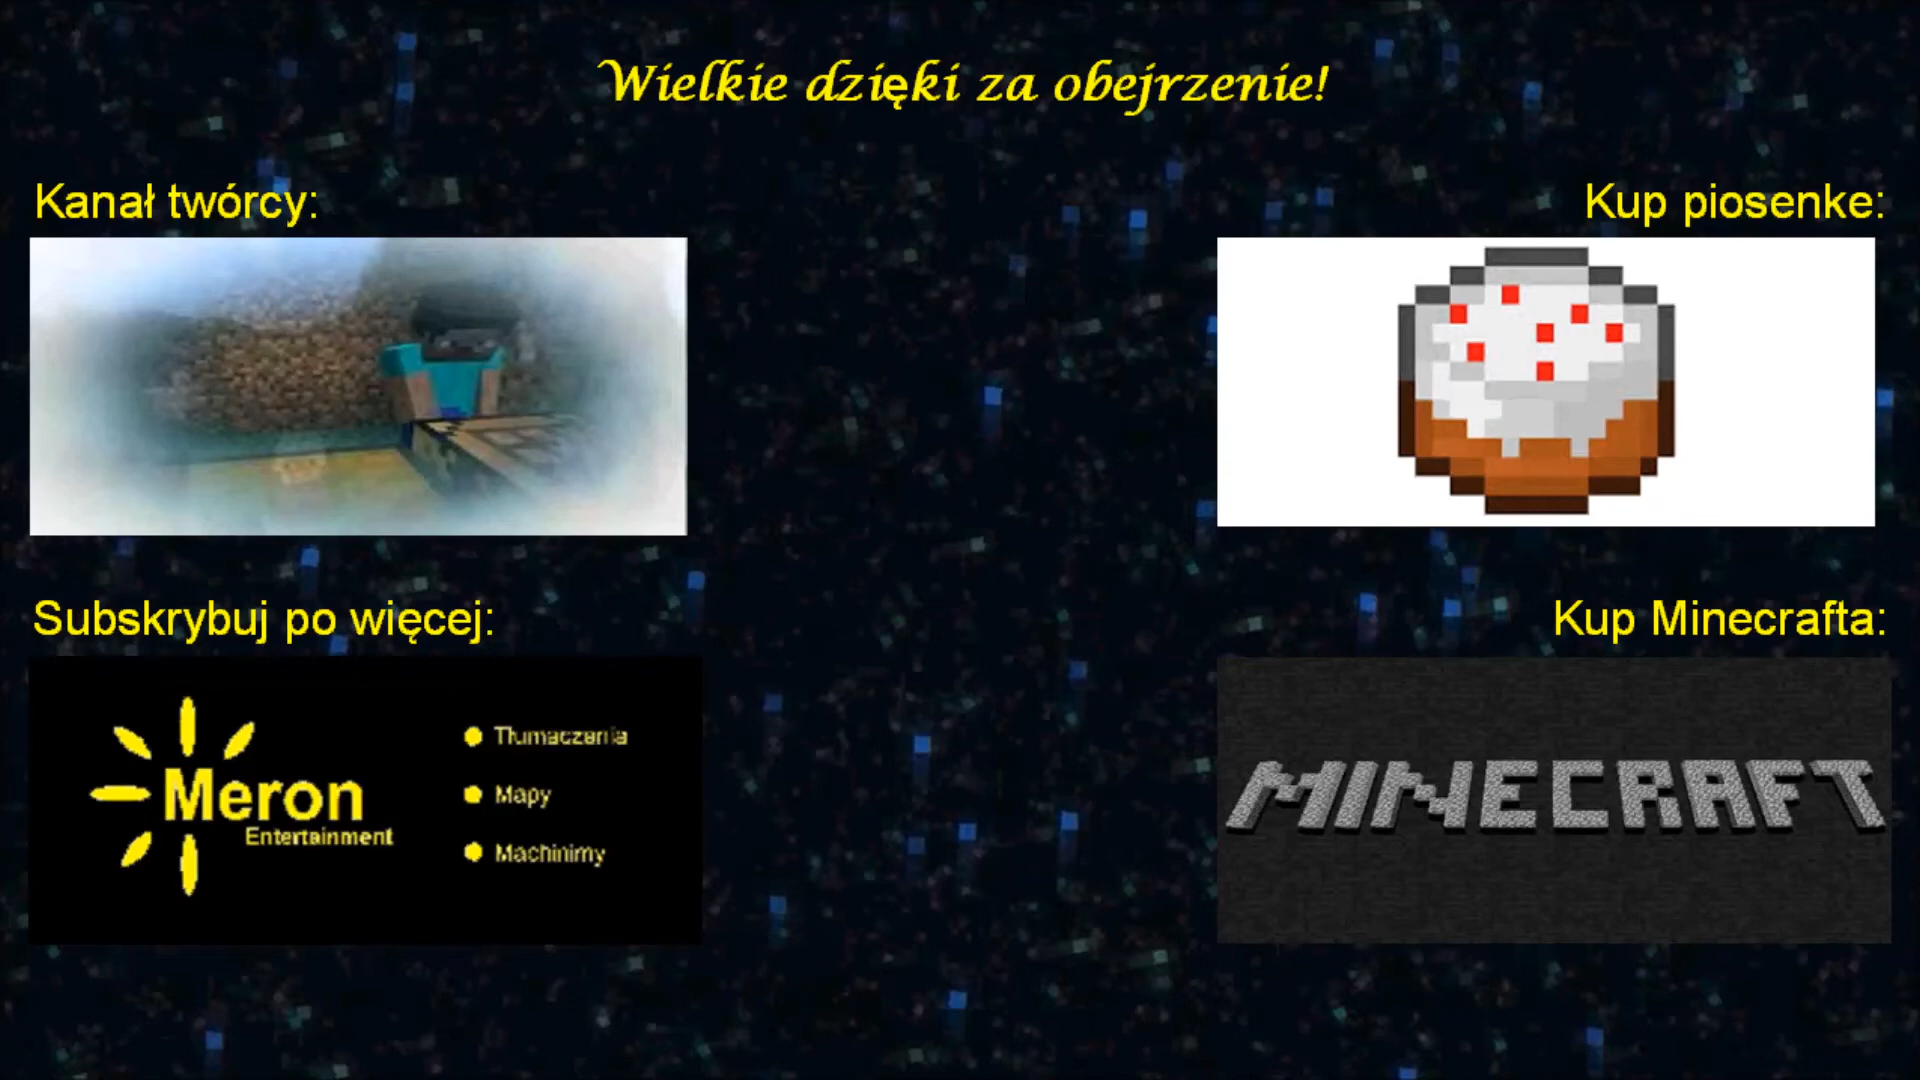 Wielkie dzięki za obejrzenie!
Kanał twórcy:
Kup piosenke:
Subskrybuj po więcej:
Kup Minecrafta:
Meron
Entertainment
Tłumaczenia
Mapy
Machinimy
MINECRAFT